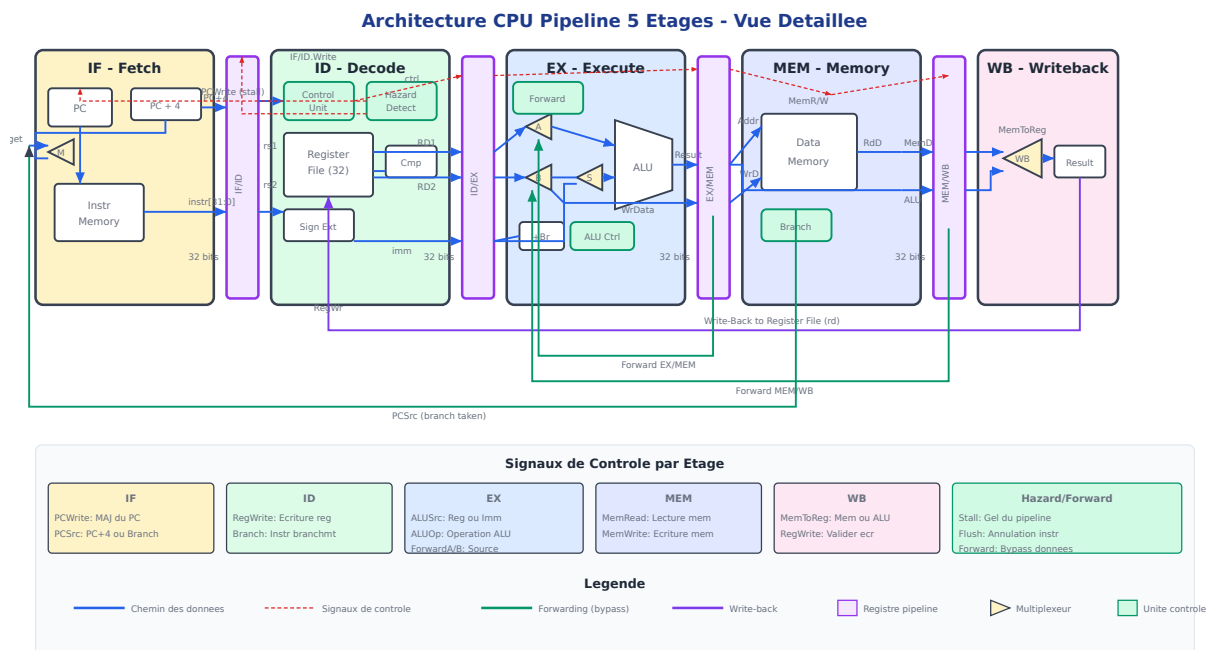 Architecture CPU Pipeline 5 Etages - Vue Detaillee
IF - Fetch
PC
PC + 4
PCWrite (stall)
get
M
Instr
Memory
instr[31:0]
32 bits
IF/ID
IF/ID.Write
ID - Decode
ctrl
Control
Unit
Hazard
Detect
rs1
rs2
Register
File (32)
RD1
Cmp
RD2
Sign Ext
imm
32 bits
RegWr
ID/EX
EX - Execute
Forward
A
B
S
ALU
Result
WrData
+Br
ALU Ctrl
32 bits
EX/MEM
MEM - Memory
MemR/W
Addr
WrD
Data
Memory
RdD
MemD
ALU
Branch
32 bits
MEM/WB
WB - Writeback
MemToReg
WB
Result
Write-Back to Register File (rd)
Forward EX/MEM
Forward MEM/WB
PCSrc (branch taken)
Signaux de Controle par Etage
IF
PCWrite: MAJ du PC
PCSrc: PC+4 ou Branch
ID
RegWrite: Ecriture reg
Branch: Instr branchmt
EX
ALUSrc: Reg ou Imm
ALUOp: Operation ALU
ForwardA/B: Source
MEM
MemRead: Lecture mem
MemWrite: Ecriture mem
WB
MemToReg: Mem ou ALU
RegWrite: Valider ecr
Hazard/Forward
Stall: Gel du pipeline
Flush: Annulation instr
Forward: Bypass donnees
Legende
Chemin des donnees
Signaux de controle
Forwarding (bypass)
Write-back
Registre pipeline
Multiplexeur
Unite controle